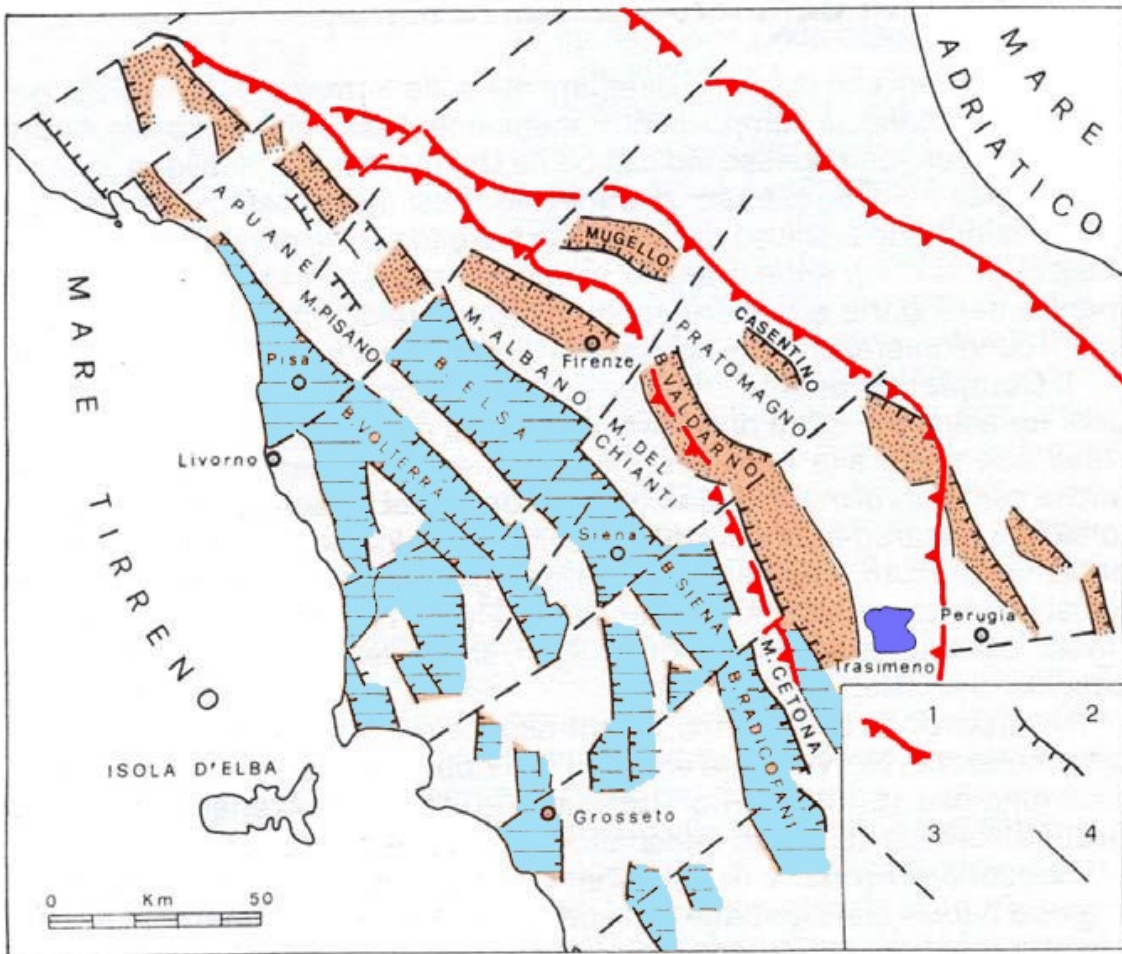 MARE
ADRIATICO
MARE
TIRRENO
APUANE
M. PISANO
M. ALBANO
MUGELLO
Firenze
PRATOMAGNO
CASENTINO
B. VALDARNO
M. DEL
CHIANTI
Pisa
Livorno
B. VOLTERRA
B. ELSA
Siena
B. SIENA
M. CETONA
B. RADICOFANI
Trasimeno
Perugia
ISOLA D'ELBA
Grosseto
0 Km 50
1
2
3
4